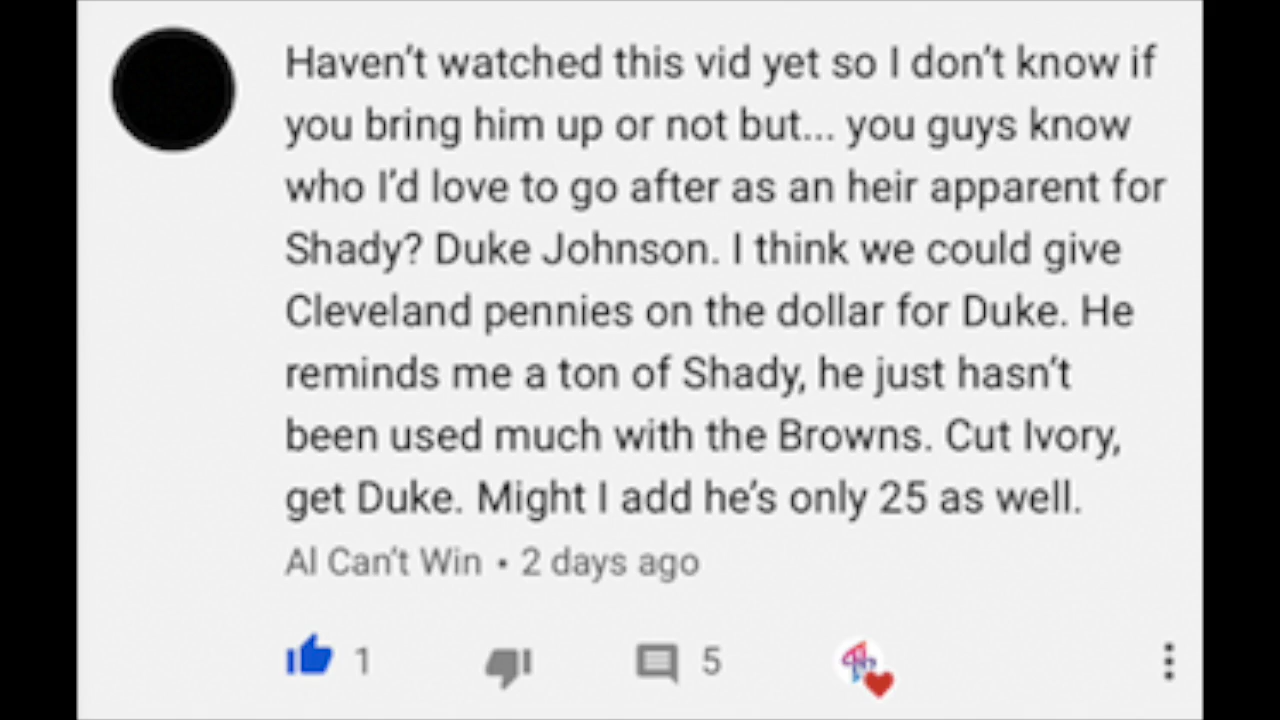 Haven't watched this vid yet so I don't know if
you bring him up or not but... you guys know
who I'd love to go after as an heir apparent for
Shady? Duke Johnson. I think we could give
Cleveland pennies on the dollar for Duke. He
reminds me a ton of Shady, he just hasn't
been used much with the Browns. Cut Ivory,
get Duke. Might I add he's only 25 as well.
Al Can't Win • 2 days ago
1 5